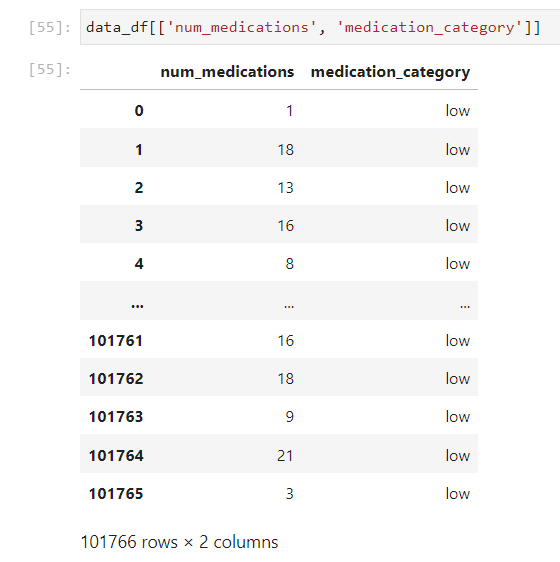 [55]: data_df[['num_medications', 'medication_category']]
[55]:
num_medications medication_category
0 1 low
1 18 low
2 13 low
3 16 low
4 8 low
... ... ...
101761 16 low
101762 18 low
101763 9 low
101764 21 low
101765 3 low
101766 rows × 2 columns